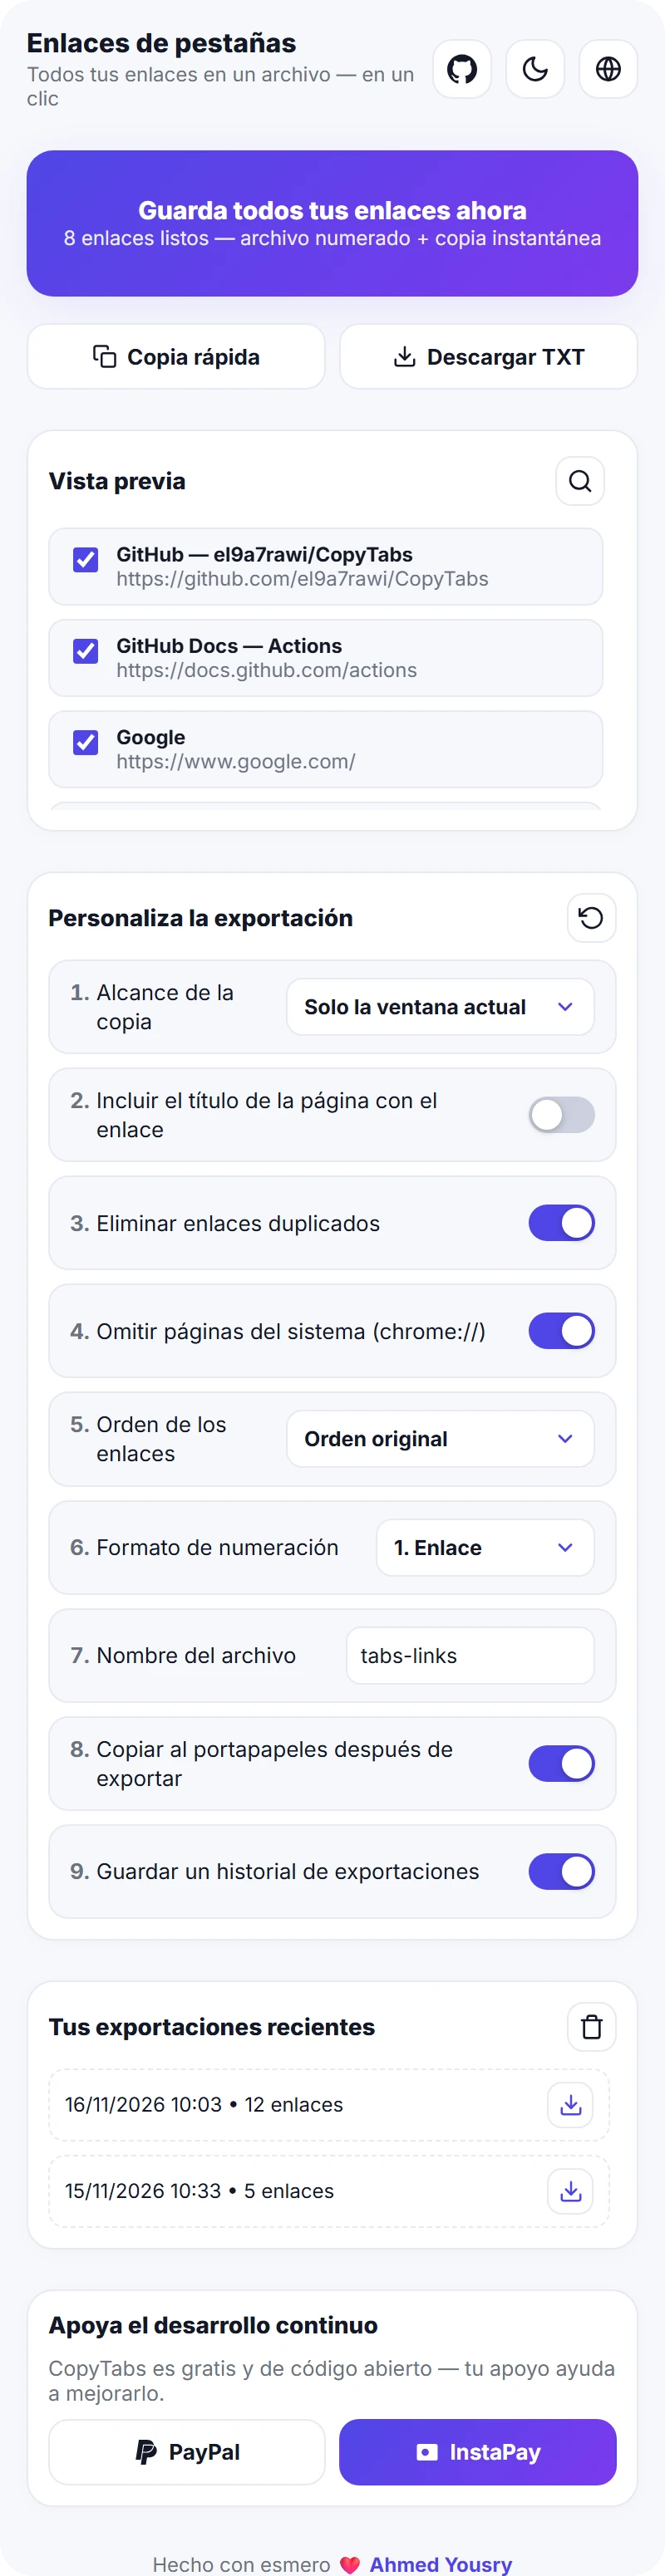 Enlaces de pestañas
Todos tus enlaces en un archivo — en un
clic
Guarda todos tus enlaces ahora
8 enlaces listos — archivo numerado + copia instantánea
Copia rápida
Descargar TXT
Vista previa
GitHub — el9a7rawi/CopyTabs
https://github.com/el9a7rawi/CopyTabs
GitHub Docs — Actions
https://docs.github.com/actions
Google
https://www.google.com/
Personaliza la exportación
1. Alcance de la
copia
Solo la ventana actual
2. Incluir el título de la página con el
enlace
3. Eliminar enlaces duplicados
4. Omitir páginas del sistema (chrome://)
5. Orden de los
enlaces
Orden original
6. Formato de numeración
1. Enlace
7. Nombre del archivo
tabs-links
8. Copiar al portapapeles después de
exportar
9. Guardar un historial de exportaciones
Tus exportaciones recientes
16/11/2026 10:03 • 12 enlaces
15/11/2026 10:33 • 5 enlaces
Apoya el desarrollo continuo
CopyTabs es gratis y de código abierto — tu apoyo ayuda
a mejorarlo.
PayPal
InstaPay
Hecho con esmero ❤️ Ahmed Yousry